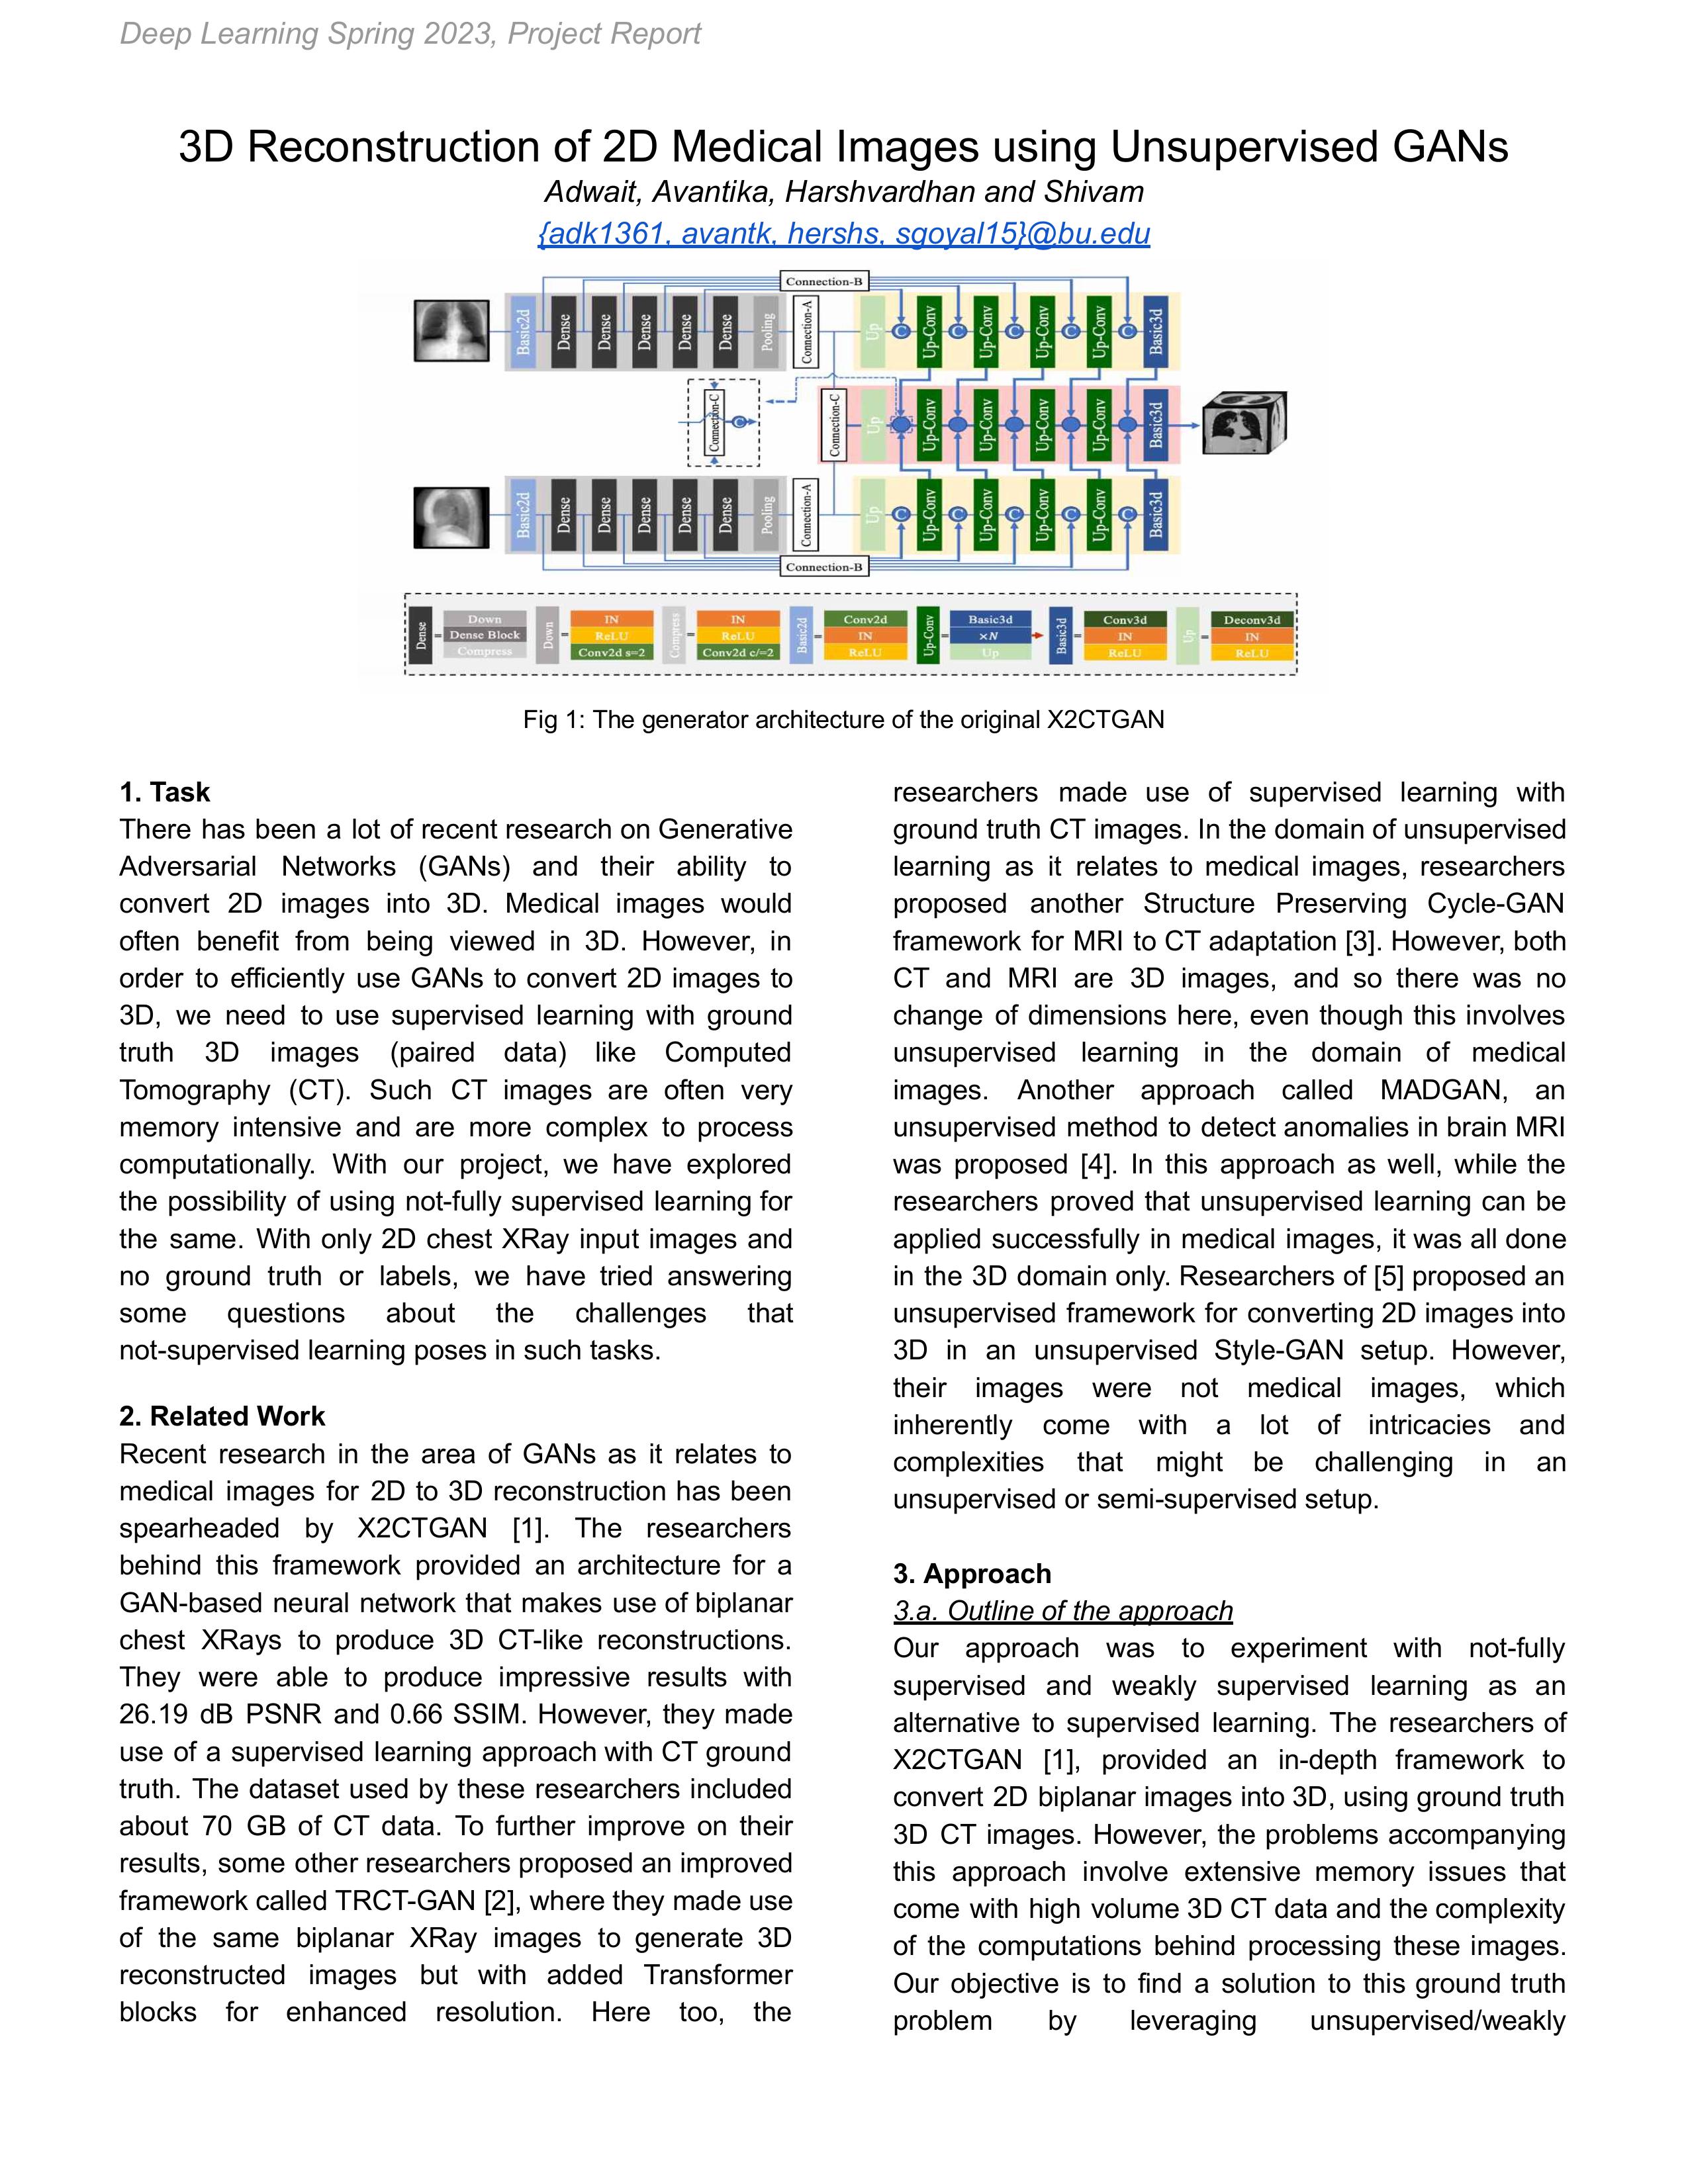 Deep Learning Spring 2023, Project Report
3D Reconstruction of 2D Medical Images using Unsupervised GANs
Adwait, Avantika, Harshvardhan and Shivam
{adk1361, avantk, hershs, sgoyal15}@bu.edu
Connection-B
Basic2d
Dense
Dense
Dense
Dense
Dense
Pooling
Connection-A
Up
C
Up-Conv
C
Up-Conv
C
Up-Conv
C
Up-Conv
C
Basic3d
Connection-C
C
Connection-C
Up
Up-Conv
Up-Conv
Up-Conv
Up-Conv
Basic3d
Basic2d
Dense
Dense
Dense
Dense
Dense
Pooling
Connection-A
Up
C
Up-Conv
C
Up-Conv
C
Up-Conv
C
Up-Conv
C
Basic3d
Connection-B
Dense
=
Down
Dense Block
Compress
Down
=
IN
ReLU
Conv2d s=2
Compress
=
IN
ReLU
Conv2d c/=2
Basic2d
=
Conv2d
IN
ReLU
Up-Conv
=
Basic3d
×N
Up
Basic3d
=
Conv3d
IN
ReLU
Up
=
Deconv3d
IN
ReLU
Fig 1: The generator architecture of the original X2CTGAN
1. Task
There has been a lot of recent research on Generative
Adversarial Networks (GANs) and their ability to
convert 2D images into 3D. Medical images would
often benefit from being viewed in 3D. However, in
order to efficiently use GANs to convert 2D images to
3D, we need to use supervised learning with ground
truth 3D images (paired data) like Computed
Tomography (CT). Such CT images are often very
memory intensive and are more complex to process
computationally. With our project, we have explored
the possibility of using not-fully supervised learning for
the same. With only 2D chest XRay input images and
no ground truth or labels, we have tried answering
some questions about the challenges that
not-supervised learning poses in such tasks.
2. Related Work
Recent research in the area of GANs as it relates to
medical images for 2D to 3D reconstruction has been
spearheaded by X2CTGAN [1]. The researchers
behind this framework provided an architecture for a
GAN-based neural network that makes use of biplanar
chest XRays to produce 3D CT-like reconstructions.
They were able to produce impressive results with
26.19 dB PSNR and 0.66 SSIM. However, they made
use of a supervised learning approach with CT ground
truth. The dataset used by these researchers included
about 70 GB of CT data. To further improve on their
results, some other researchers proposed an improved
framework called TRCT-GAN [2], where they made use
of the same biplanar XRay images to generate 3D
reconstructed images but with added Transformer
blocks for enhanced resolution. Here too, the
researchers made use of supervised learning with
ground truth CT images. In the domain of unsupervised
learning as it relates to medical images, researchers
proposed another Structure Preserving Cycle-GAN
framework for MRI to CT adaptation [3]. However, both
CT and MRI are 3D images, and so there was no
change of dimensions here, even though this involves
unsupervised learning in the domain of medical
images. Another approach called MADGAN, an
unsupervised method to detect anomalies in brain MRI
was proposed [4]. In this approach as well, while the
researchers proved that unsupervised learning can be
applied successfully in medical images, it was all done
in the 3D domain only. Researchers of [5] proposed an
unsupervised framework for converting 2D images into
3D in an unsupervised Style-GAN setup. However,
their images were not medical images, which
inherently come with a lot of intricacies and
complexities that might be challenging in an
unsupervised or semi-supervised setup.
3. Approach
3.a. Outline of the approach
Our approach was to experiment with not-fully
supervised and weakly supervised learning as an
alternative to supervised learning. The researchers of
X2CTGAN [1], provided an in-depth framework to
convert 2D biplanar images into 3D, using ground truth
3D CT images. However, the problems accompanying
this approach involve extensive memory issues that
come with high volume 3D CT data and the complexity
of the computations behind processing these images.
Our objective is to find a solution to this ground truth
problem by leveraging unsupervised/weakly